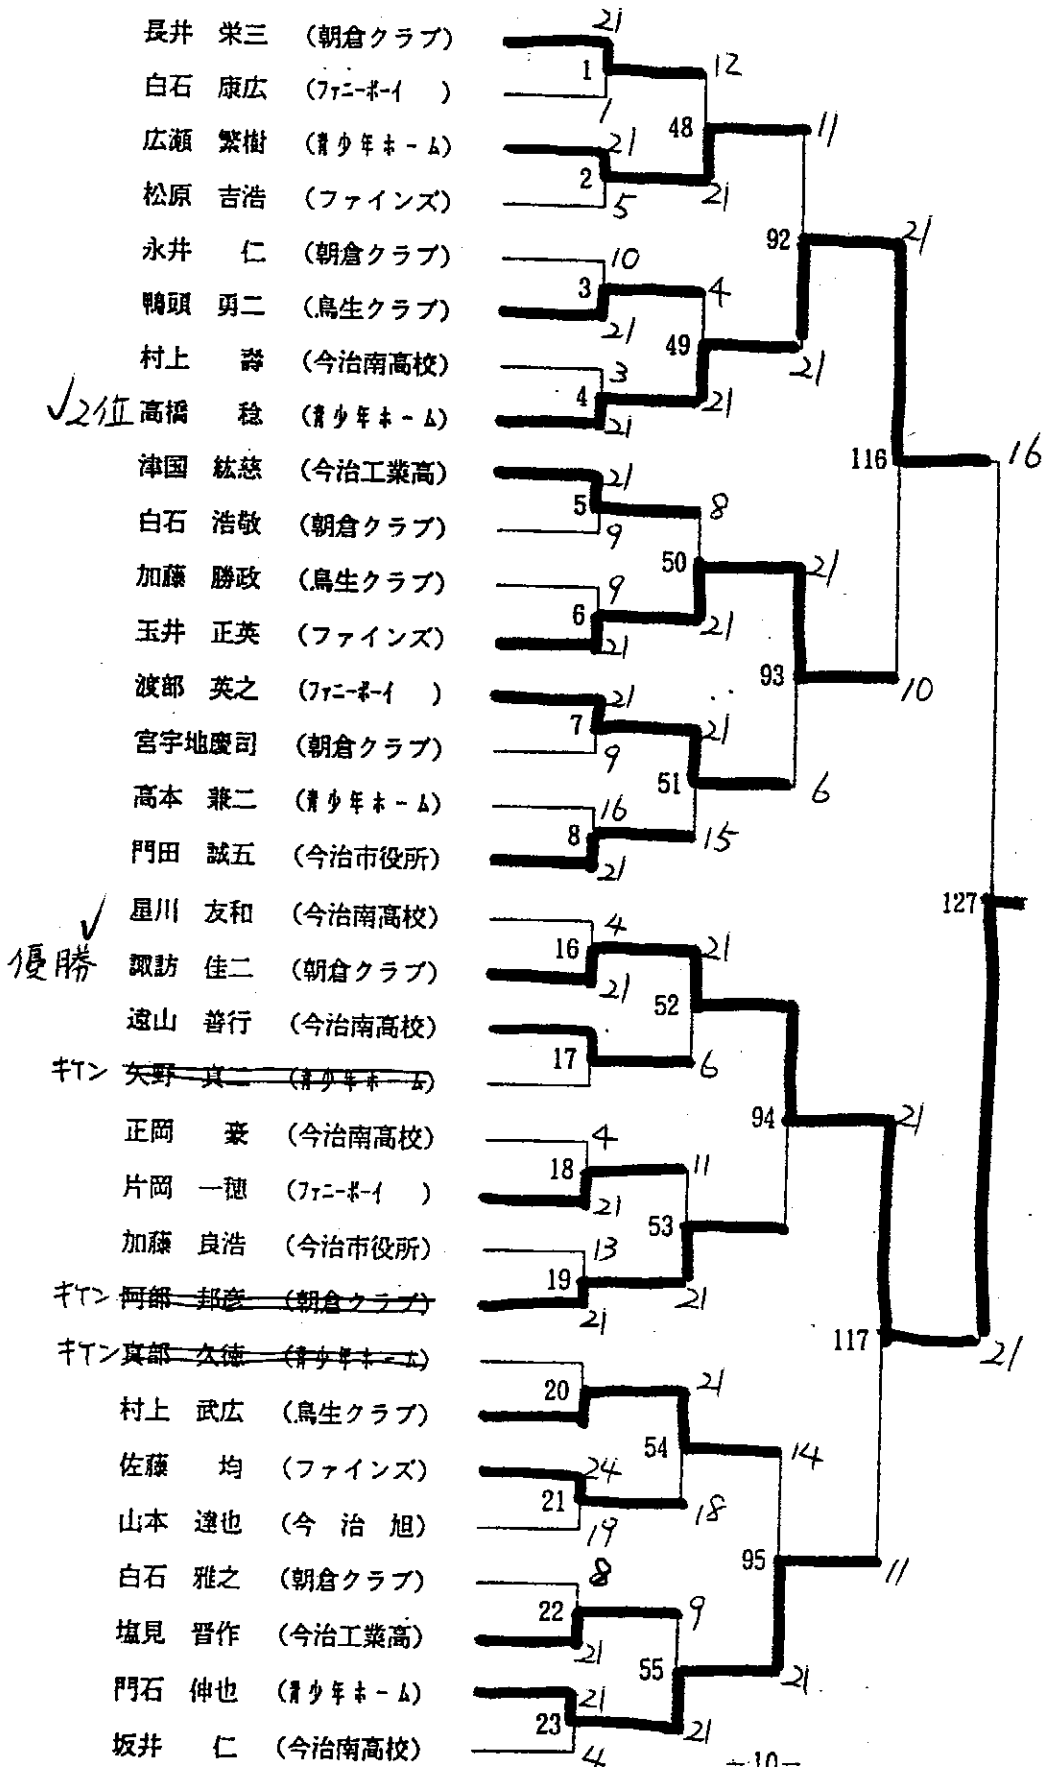 長井 栄三 (朝倉クラブ) 21
1 12
白石 康広 (ファニーボーイ ) 1
48 11
広瀬 繁樹 (青少年ホーム) 21
2 21
松原 吉浩 (ファインズ) 5
92 21
永井 仁 (朝倉クラブ) 10
3 4
鴨頭 勇二 (鳥生クラブ) 21
49 21
村上 壽 (今治南高校) 3
4 21
✓2位 高橋 稔 (青少年ホーム) 21
116 16
津国 紘慈 (今治工業高) 21
5 8
白石 浩敬 (朝倉クラブ) 9
50 21
加藤 勝政 (鳥生クラブ) 9
6 21
玉井 正英 (ファインズ) 21
93 10
渡部 英之 (ファニーボーイ ) 21
7 21
宮宇地慶司 (朝倉クラブ) 9
51 6
高本 兼二 (青少年ホーム) 16
8 15
門田 誠五 (今治市役所) 21
127
星川 友和 (今治南高校) 4
16 21
✓優勝 諏訪 佳二 (朝倉クラブ) 21
52
遠山 善行 (今治南高校)
17 6
キケン 矢野 真二 (青少年ホーム)
94 21
正岡 豪 (今治南高校) 4
18 11
片岡 一穂 (ファニーボーイ ) 21
53
加藤 良浩 (今治市役所) 13
19 21
キケン 阿部 邦彦 (朝倉クラブ) 21
117 21
キケン 真部 久徳 (青少年ホーム)
20 21
村上 武広 (鳥生クラブ)
54 14
佐藤 均 (ファインズ) 24
21 18
山本 達也 (今 治 旭) 19
95 11
白石 雅之 (朝倉クラブ) 8
22 9
塩見 晋作 (今治工業高) 21
55 21
門石 伸也 (青少年ホーム) 21
23 21
坂井 仁 (今治南高校) 4
-10-